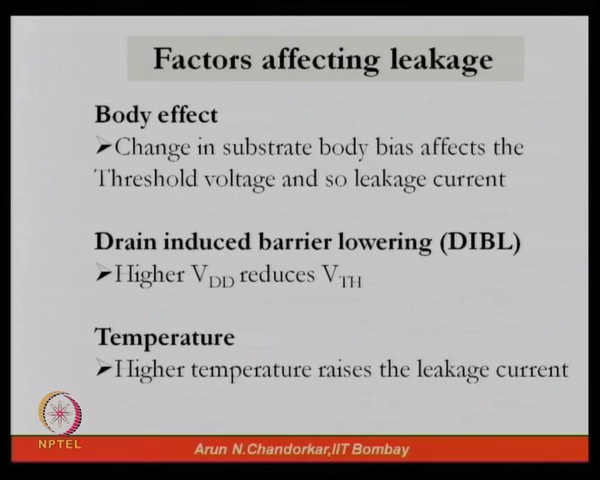 Factors affecting leakage
Body effect
➤Change in substrate body bias affects the
Threshold voltage and so leakage current
Drain induced barrier lowering (DIBL)
➤Higher VDD reduces VTH
Temperature
➤Higher temperature raises the leakage current
NPTEL
Arun N.Chandorkar,IIT Bombay